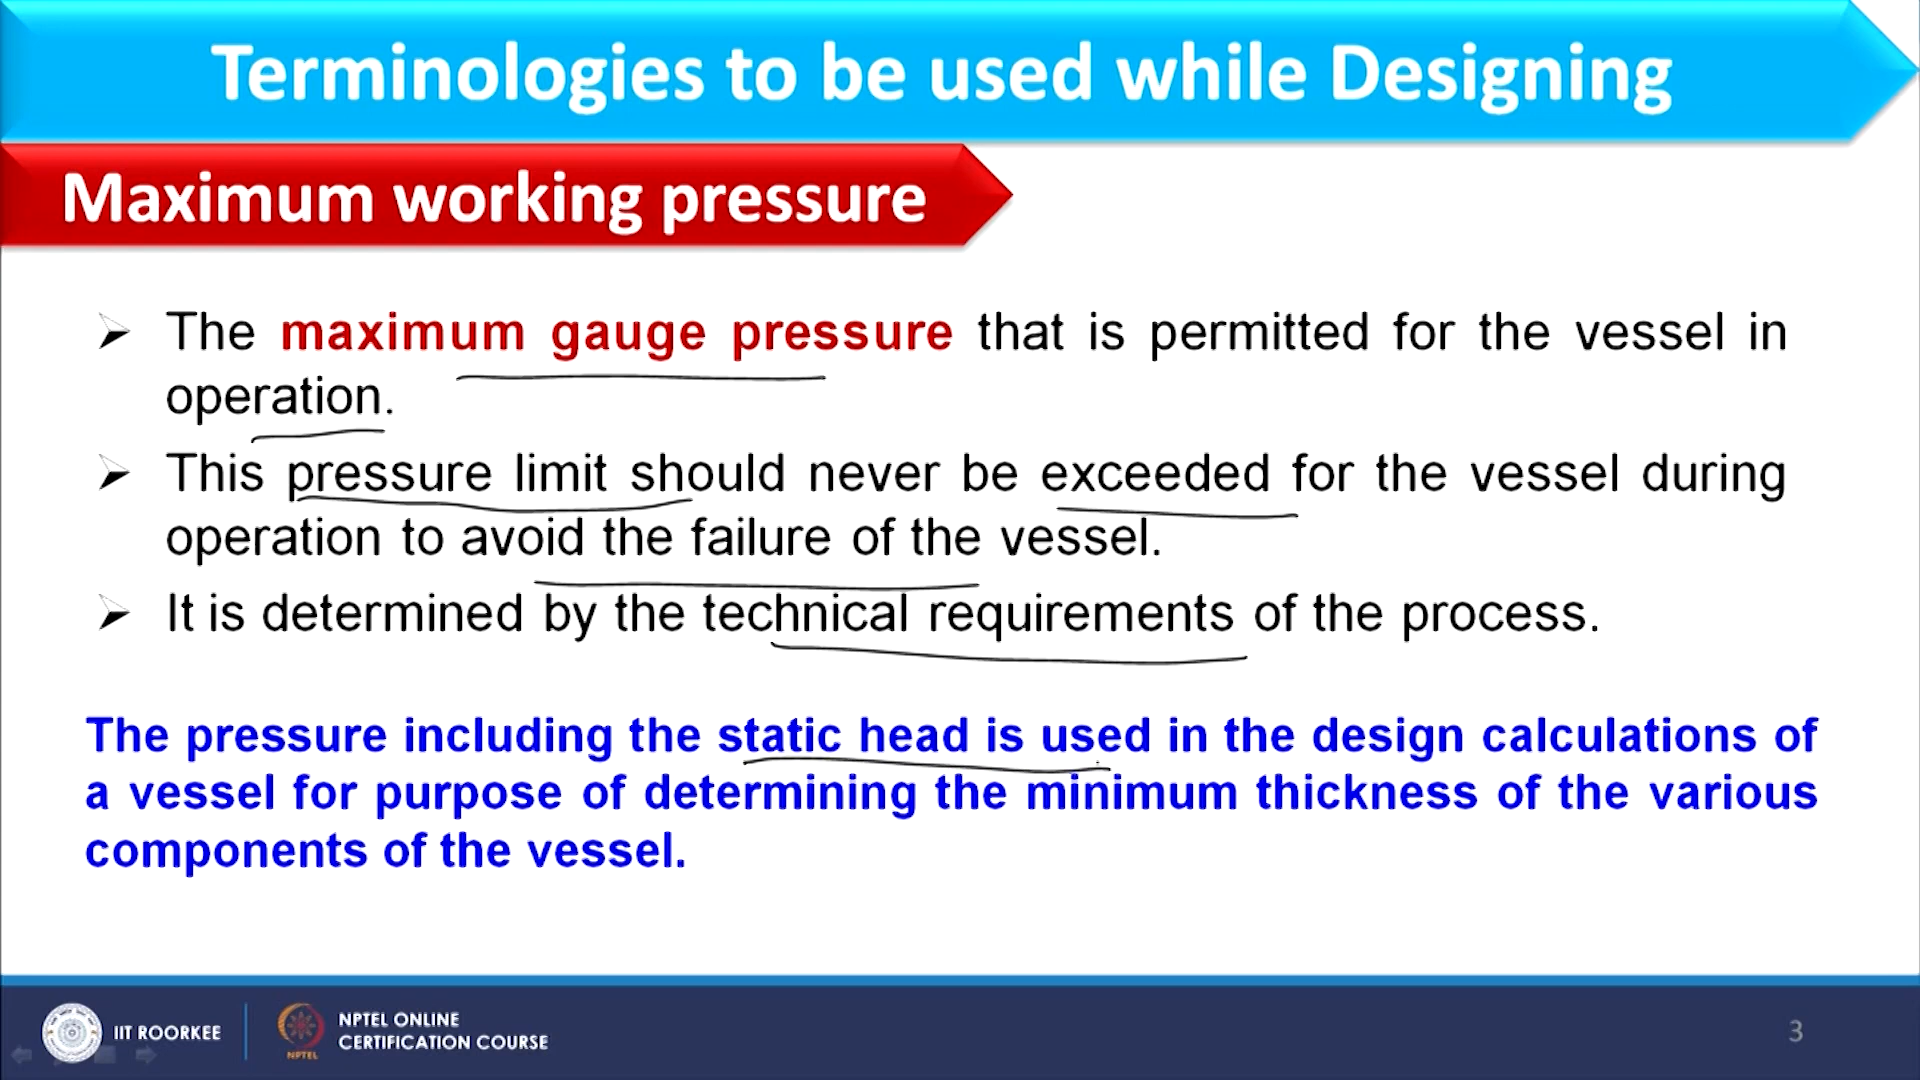 Terminologies to be used while Designing
Maximum working pressure
➢ The maximum gauge pressure that is permitted for the vessel in
operation.
➢ This pressure limit should never be exceeded for the vessel during
operation to avoid the failure of the vessel.
➢ It is determined by the technical requirements of the process.
The pressure including the static head is used in the design calculations of
a vessel for purpose of determining the minimum thickness of the various
components of the vessel.
IIT ROORKEE
NPTEL
NPTEL ONLINE
CERTIFICATION COURSE
3